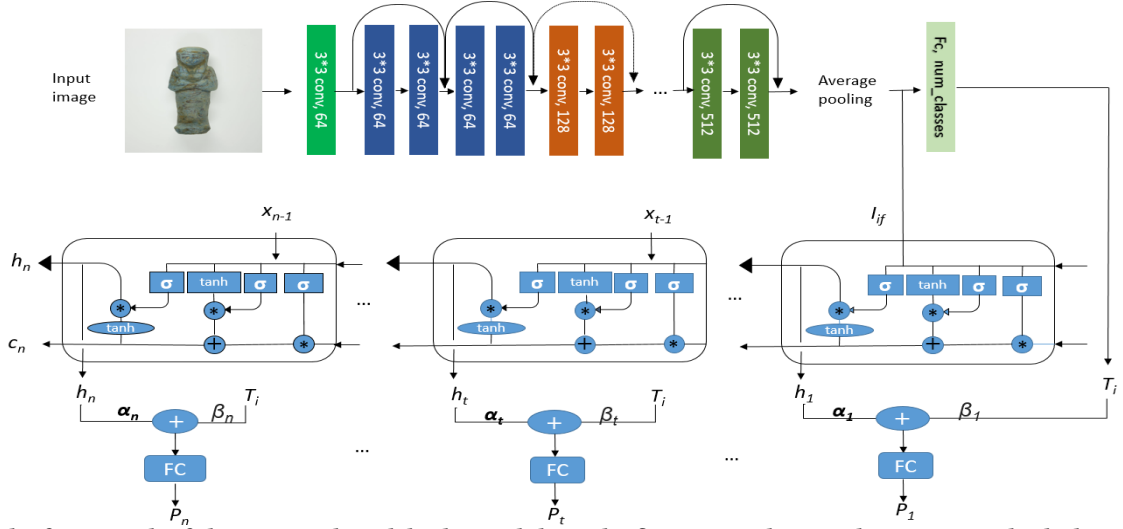 Input image
3*3 conv, 64
3*3 conv, 64
3*3 conv, 64
3*3 conv, 64
3*3 conv, 64
3*3 conv, 128
3*3 conv, 128
...
3*3 conv, 512
3*3 conv, 512
Average pooling
Fc, num_classes
x_{n-1}
x_{t-1}
I_{if}
h_n
σ
tanh
σ
σ
*
*
tanh
c_n
+
*
...
σ
tanh
σ
σ
*
*
tanh
+
*
...
σ
tanh
σ
σ
*
*
tanh
+
*
h_n
T_i
h_t
T_i
h_1
T_i
α_n
+
β_n
α_t
+
β_t
α_1
+
β_1
FC
...
FC
...
FC
P_n
P_t
P_1